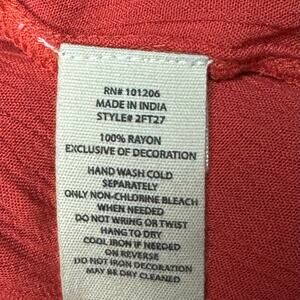 RN# 101206
MADE IN INDIA
STYLE# 2FT27
100% RAYON
EXCLUSIVE OF DECORATION
HAND WASH COLD
SEPARATELY
ONLY NON-CHLORINE BLEACH
WHEN NEEDED
DO NOT WRING OR TWIST
HANG TO DRY
COOL IRON IF NEEDED
ON REVERSE
DO NOT IRON DECORATION
MAY BE DRY CLEANED